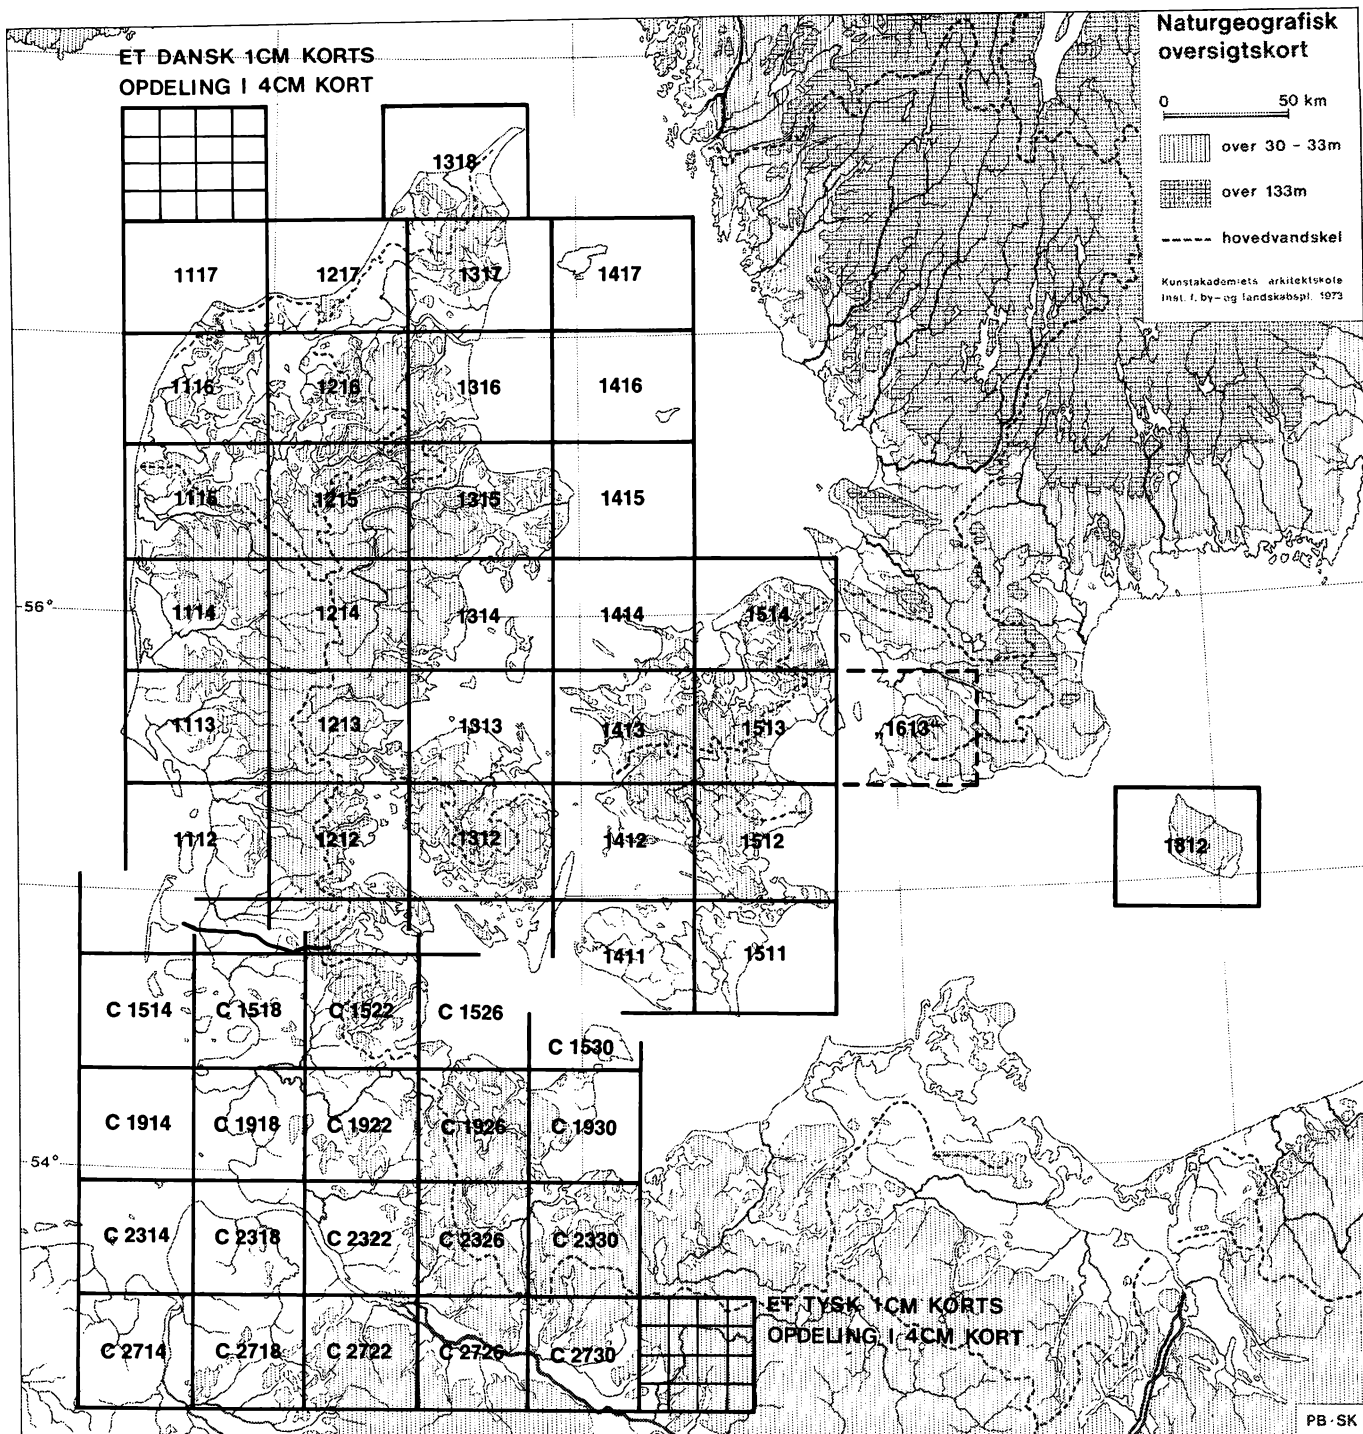 ET DANSK 1CM KORTS
OPDELING I 4CM KORT
Naturgeografisk
oversigtskort
0 50 km
over 30 - 33m
over 133m
hovedvandskel
Kunstakademiets arkitektskole
Inst. f. by- og landskabspl. 1973
1318
1117 1217 1317 1417
1116 1216 1316 1416
1115 1215 1315 1415
56°
1114 1214 1314 1414 1514
1113 1213 1313 1413 1513 „1613"
1112 1212 1312 1412 1512 1812
1411 1511
C 1514 C 1518 C 1522 C 1526
C 1530
C 1914 C 1918 C 1922 C 1926 C 1930
54°
C 2314 C 2318 C 2322 C 2326 C 2330
ET TYSK 1CM KORTS
OPDELING I 4CM KORT
C 2714 C 2718 C 2722 C 2726 C 2730
PB·SK